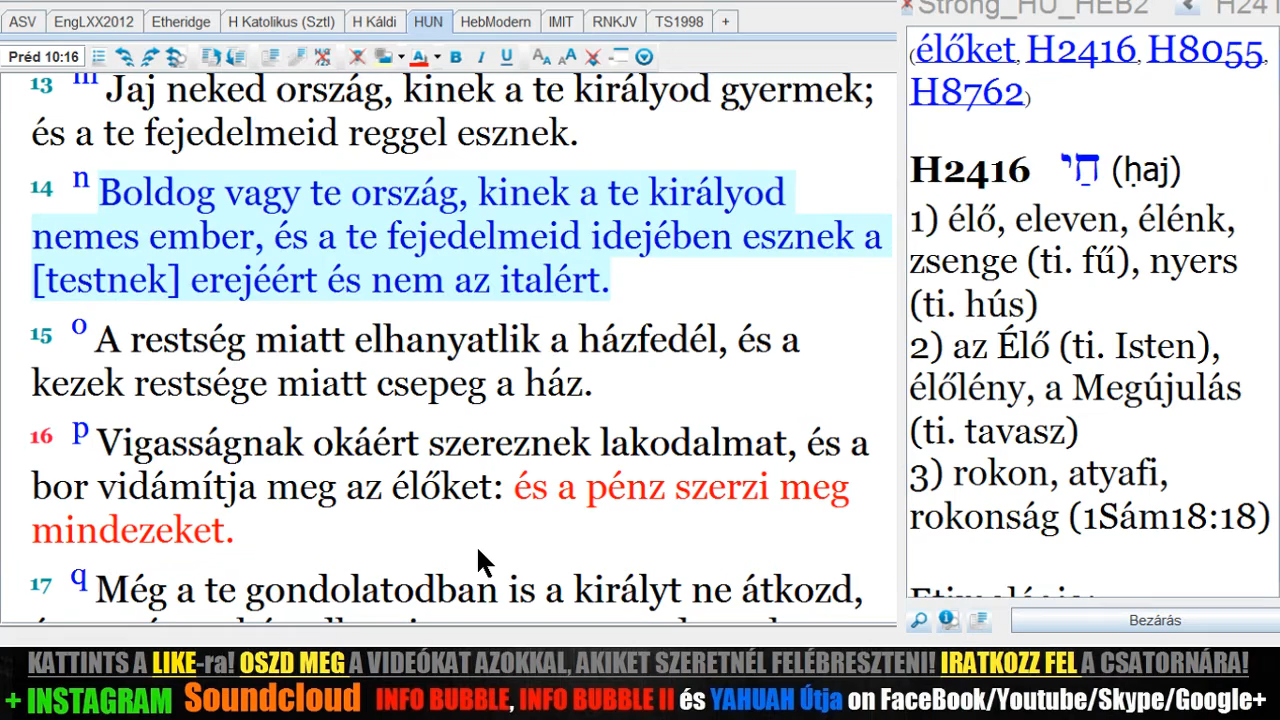 Strong_HU_HEB2 H24
ASV EngLXX2012 Etheridge H Katolikus (Sztl) H Káldi HUN HebModern IMIT RNKJV TS1998 +
Préd 10:16
13 m Jaj neked ország, kinek a te királyod gyermek;
és a te fejedelmeid reggel esznek.
14 n Boldog vagy te ország, kinek a te királyod
nemes ember, és a te fejedelmeid idejében esznek a
[testnek] erejéért és nem az italért.
15 o A restség miatt elhanyatlik a házfedél, és a
kezek restsége miatt csepeg a ház.
16 p Vigasságnak okáért szereznek lakodalmat, és a
bor vidámítja meg az élőket: és a pénz szerzi meg
mindezeket.
17 q Még a te gondolatodban is a királyt ne átkozd,
(élőket, H2416, H8055,
H8762)
H2416 חַי (ḥaj)
1) élő, eleven, élénk,
zsenge (ti. fű), nyers
(ti. hús)
2) az Élő (ti. Isten),
élőlény, a Megújulás
(ti. tavasz)
3) rokon, atyafi,
rokonság (1Sám18:18)
Bezárás
KATTINTS A LIKE-ra! OSZD MEG A VIDEÓKAT AZOKKAL, AKIKET SZERETNÉL FELÉBRESZTENI! IRATKOZZ FEL A CSATORNÁRA!
+ INSTAGRAM Soundcloud INFO BUBBLE, INFO BUBBLE II és YAHUAH Útja on FaceBook/Youtube/Skype/Google+